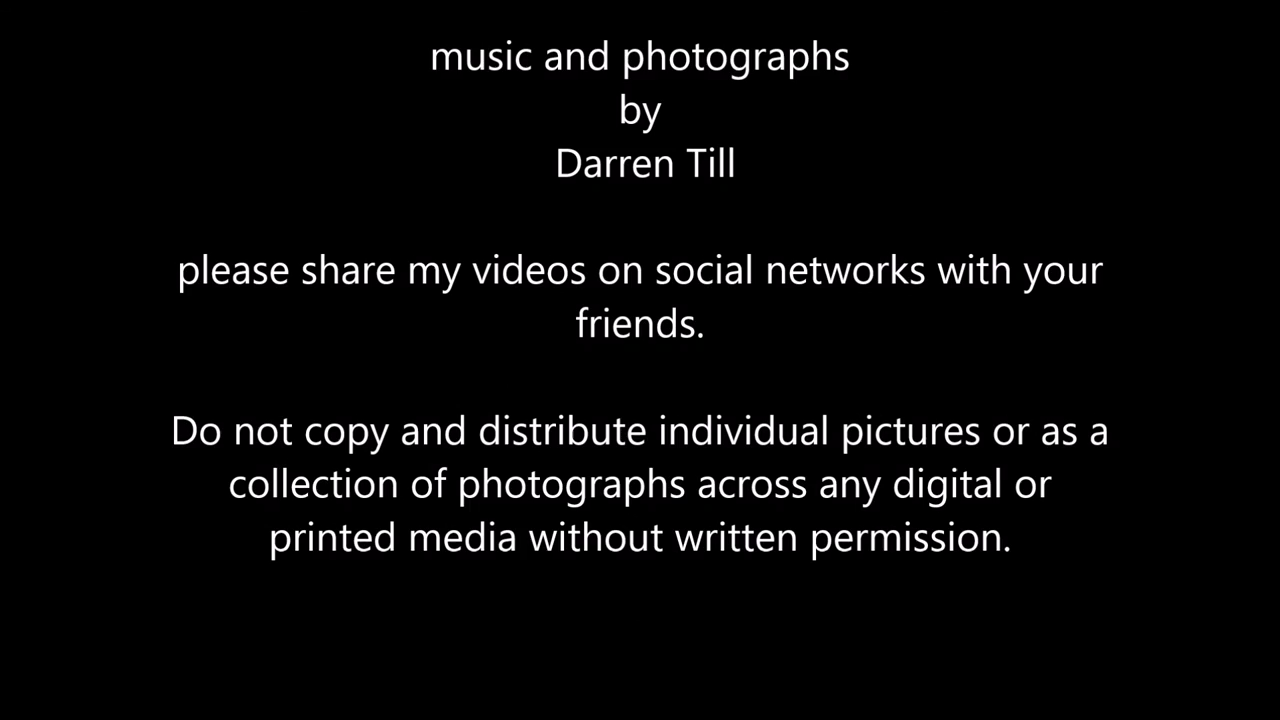 music and photographs
by
Darren Till
please share my videos on social networks with your
friends.
Do not copy and distribute individual pictures or as a
collection of photographs across any digital or
printed media without written permission.